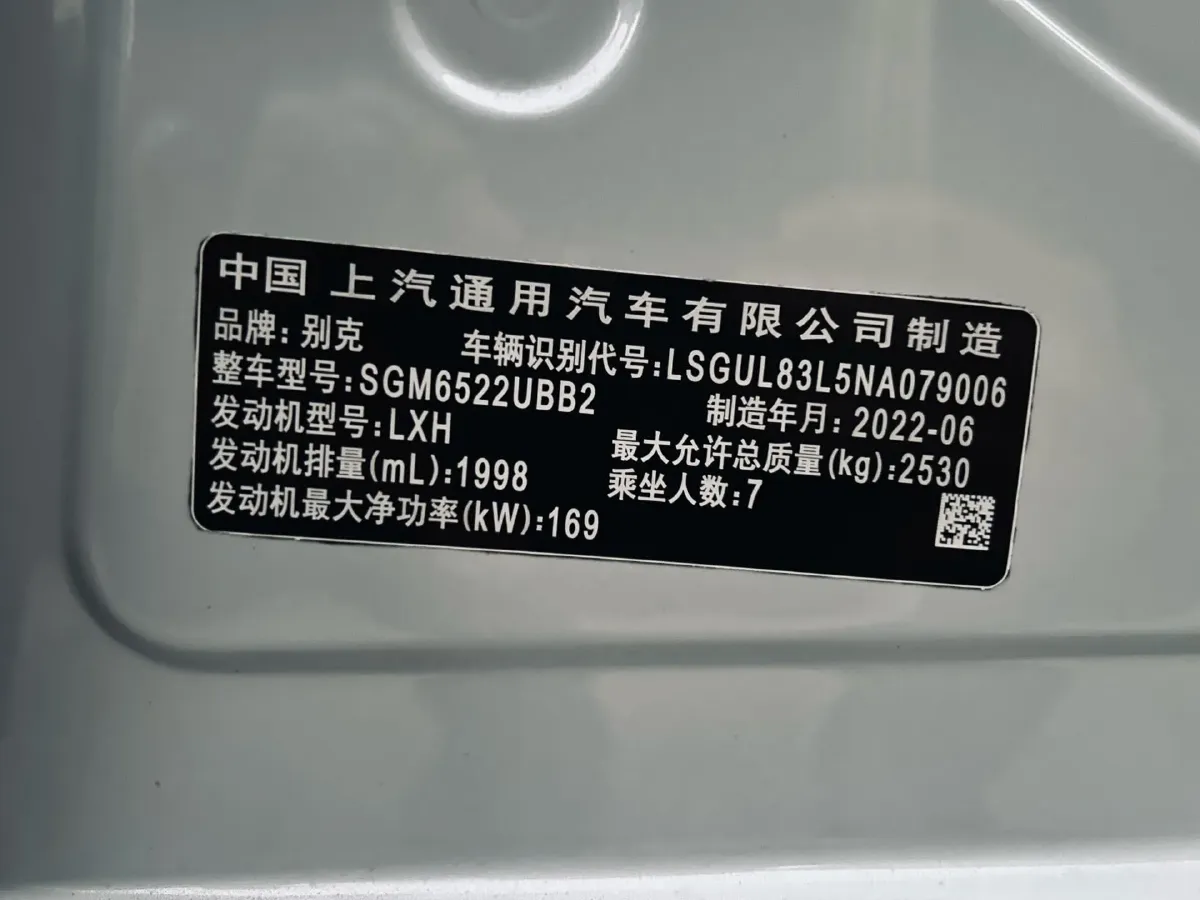 中国 上汽通用汽车有限公司制造
品牌:别克 车辆识别代号:LSGUL83L5NA079006
整车型号:SGM6522UBB2 制造年月:2022-06
发动机型号:LXH 最大允许总质量(kg):2530
发动机排量(mL):1998 乘坐人数:7
发动机最大净功率(kW):169